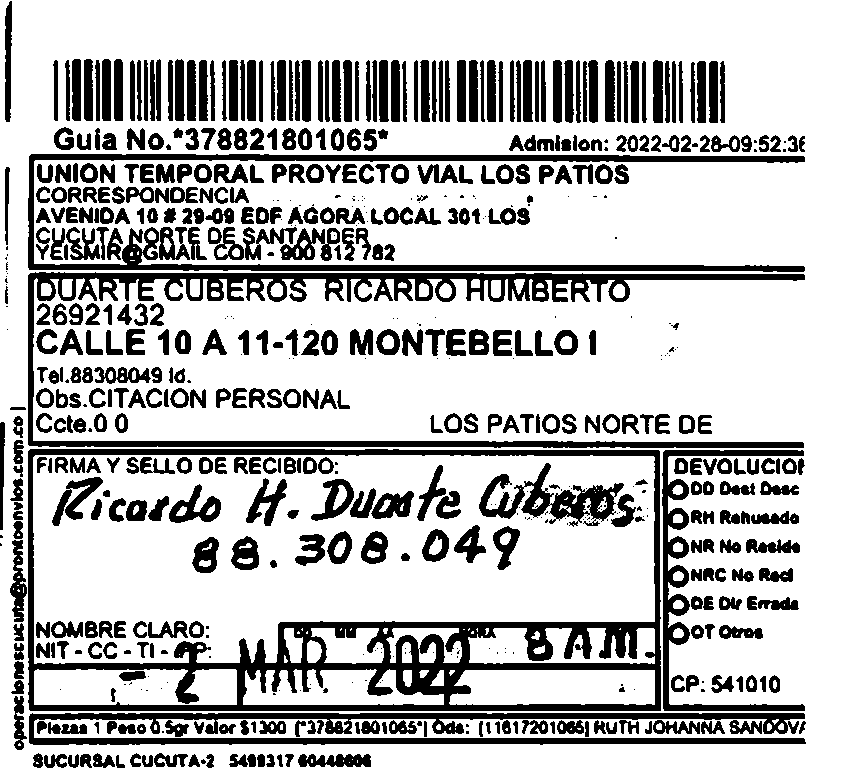 Guia No.*378821801065*
Admision: 2022-02-28-09:52:36
UNION TEMPORAL PROYECTO VIAL LOS PATIOS
CORRESPONDENCIA
AVENIDA 10 # 29-09 EDF AGORA LOCAL 301 LOS
CUCUTA NORTE DE SANTANDER
YEISMIR@GMAIL COM - 900 812 782
DUARTE CUBEROS RICARDO HUMBERTO
26921432
CALLE 10 A 11-120 MONTEBELLO I
Tel.88308049 Id.
Obs.CITACION PERSONAL
Ccte.0 0 LOS PATIOS NORTE DE
operacionescucuta@prontoenvios.com.co
FIRMA Y SELLO DE RECIBIDO:
Ricardo H. Duarte Cuberos
88.308.049
NOMBRE CLARO:
NIT - CC - TI -
DD MM AA HORA
2 MAR 2022 8 AM.
DEVOLUCION
DD Dest Desc
RH Rehusado
NR No Reside
NRC No Recl
DE Dir Errada
OT Otros
CP: 541010
Piezas 1 Peso 0.5gr Valor $1300 [*378821801065*] Ods: [11617201065] RUTH JOHANNA SANDOVA
SUCURSAL CUCUTA-2 5499317 60448606